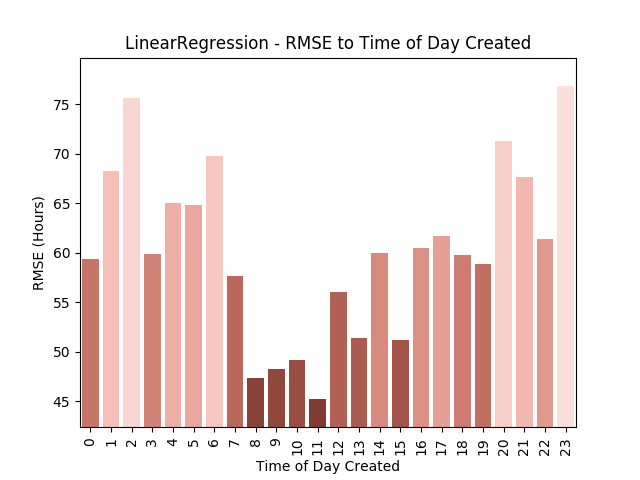 LinearRegression - RMSE to Time of Day Created
75
70
65
60
55
50
45
RMSE (Hours)
0 1 2 3 4 5 6 7 8 9 10 11 12 13 14 15 16 17 18 19 20 21 22 23
Time of Day Created